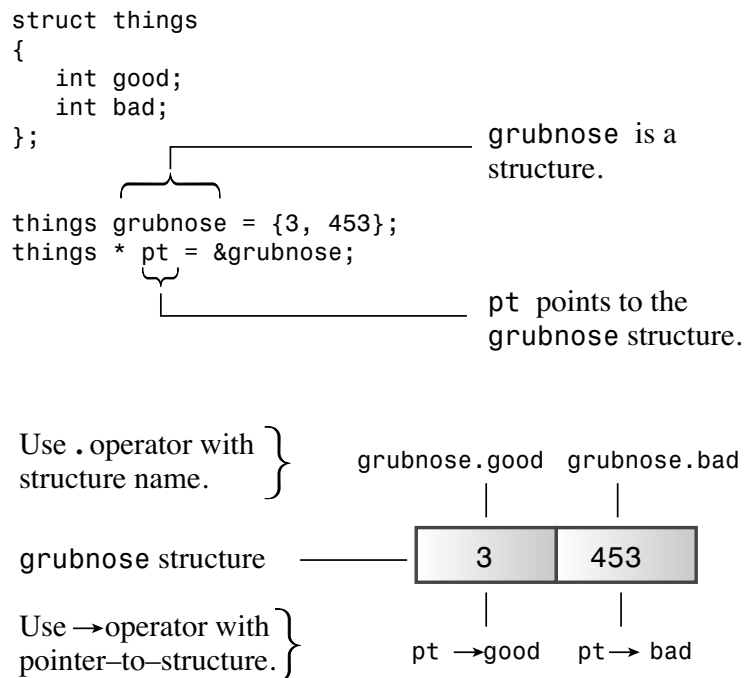 struct things
{
int good;
int bad;
};
grubnose is a
structure.
things grubnose = {3, 453};
things * pt = &grubnose;
pt points to the
grubnose structure.
Use . operator with
structure name.
grubnose.good grubnose.bad
grubnose structure
3 453
Use → operator with
pointer–to–structure.
pt →good pt→ bad